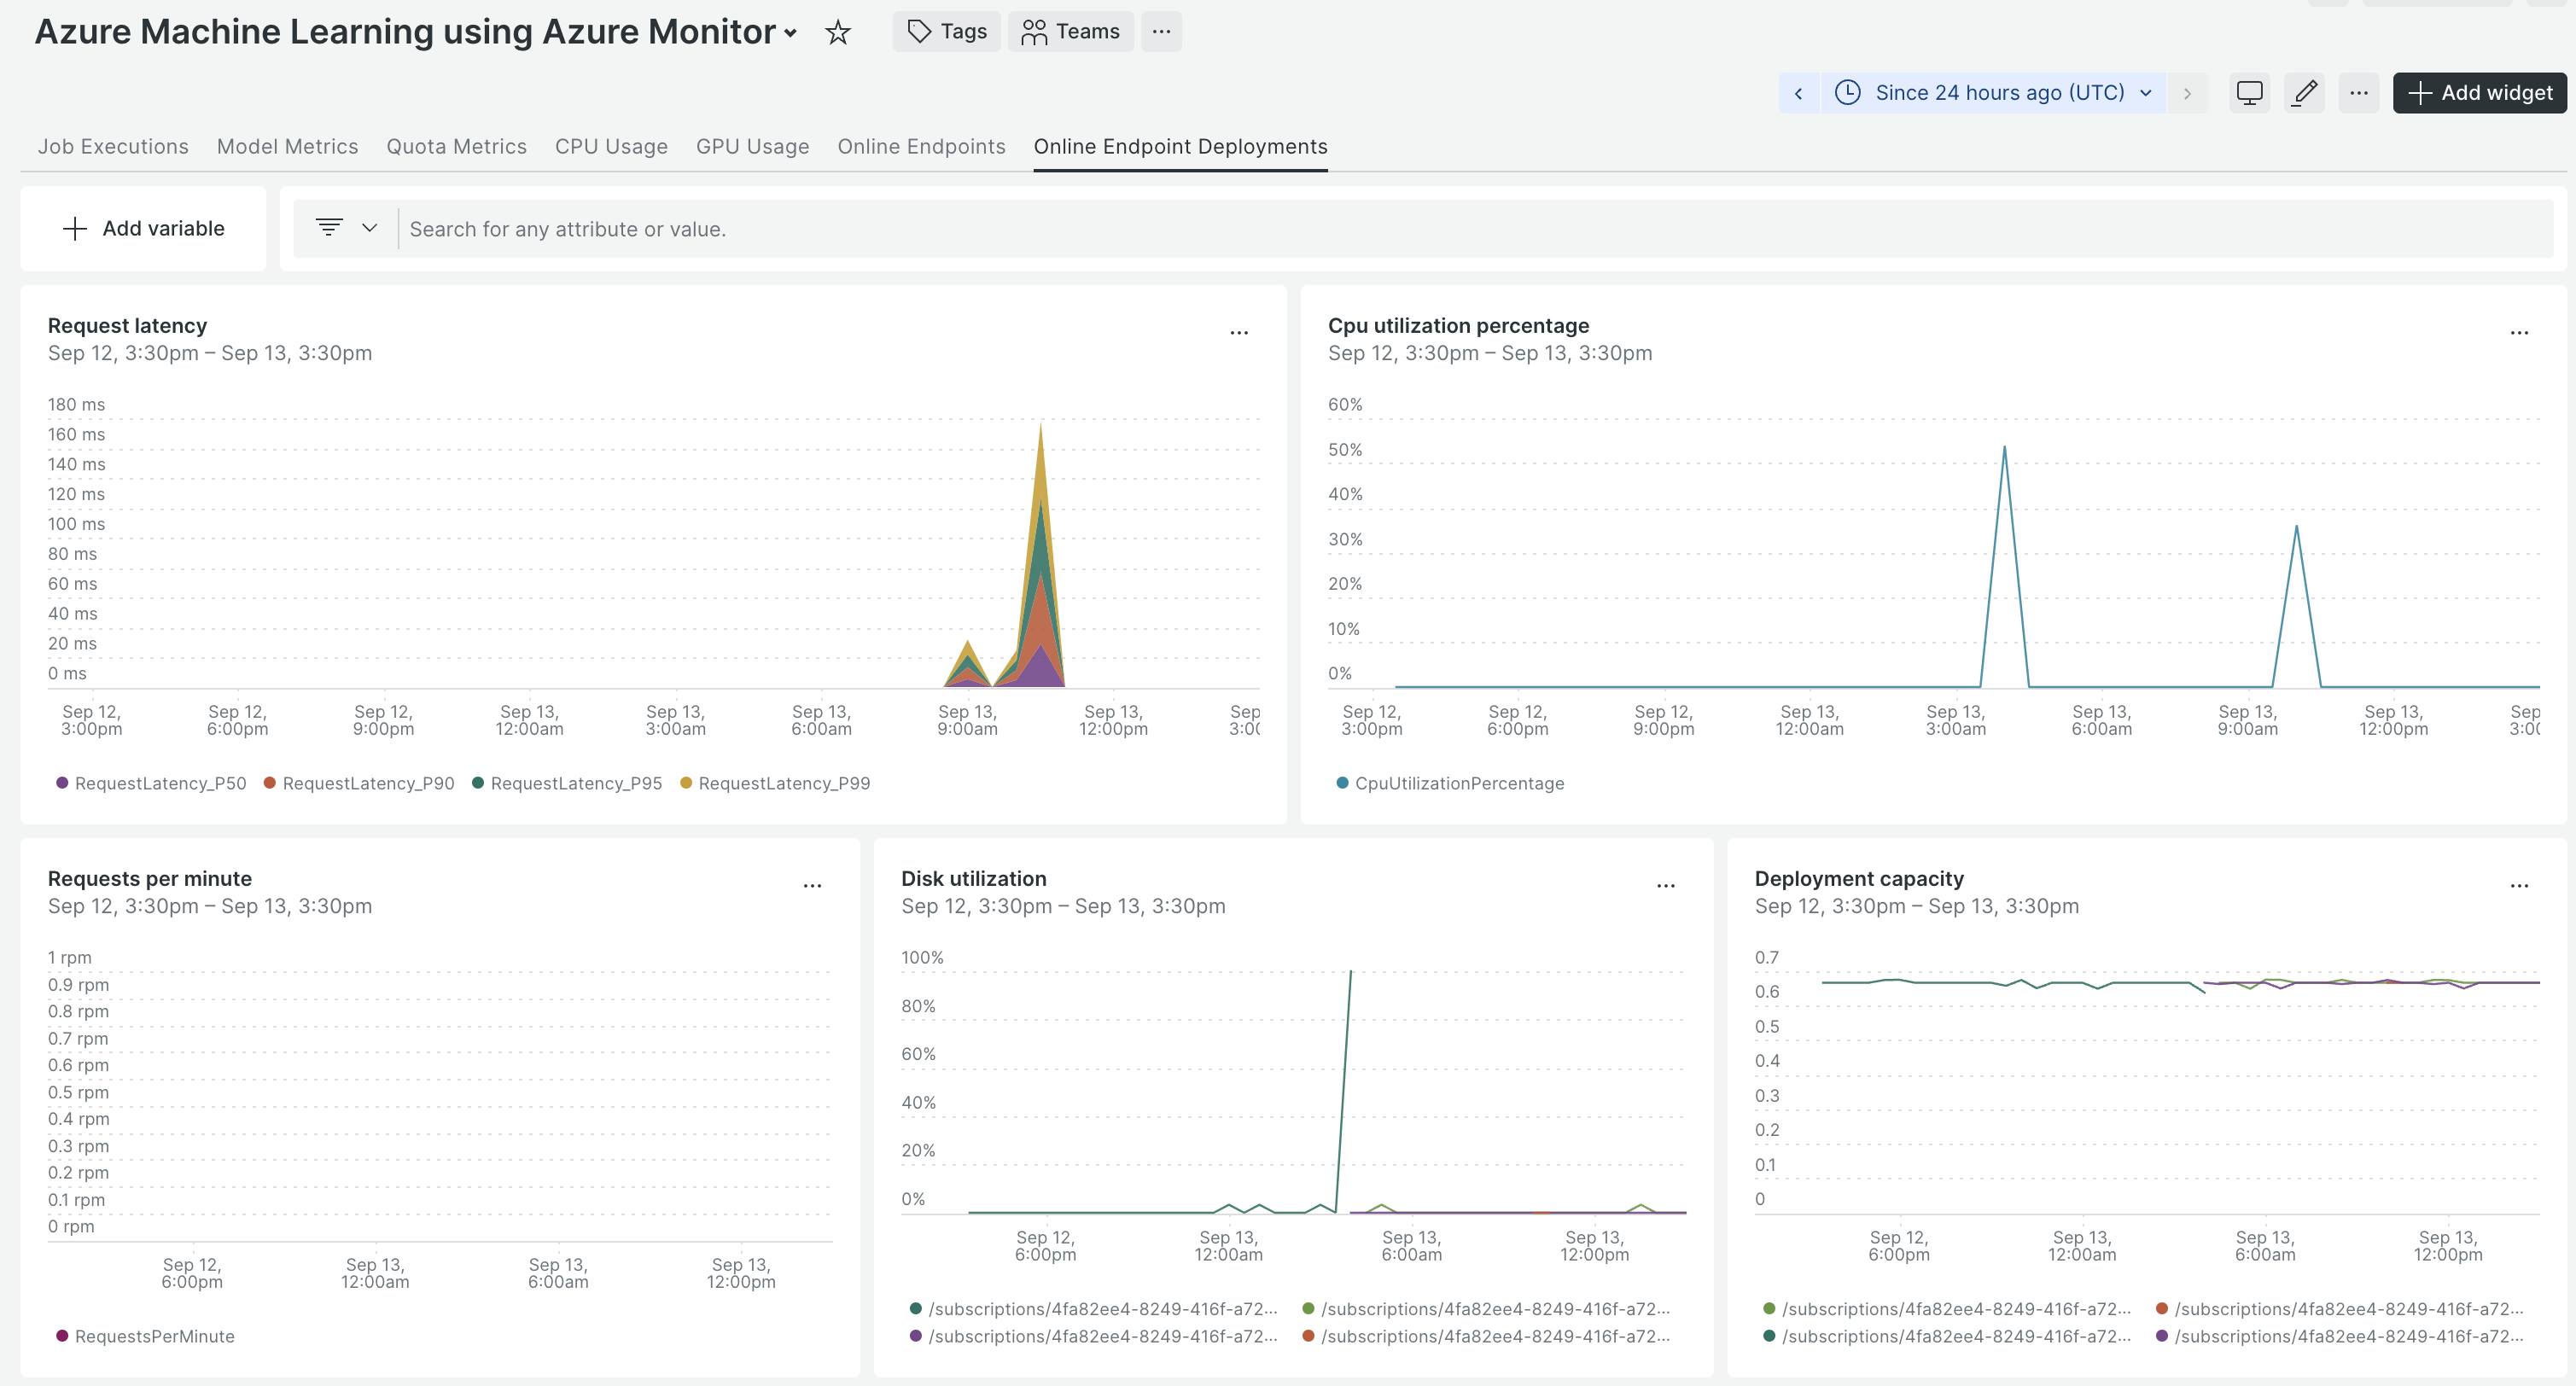 Azure Machine Learning using Azure Monitor
Tags
Teams
Since 24 hours ago (UTC)
Add widget
Job Executions
Model Metrics
Quota Metrics
CPU Usage
GPU Usage
Online Endpoints
Online Endpoint Deployments
Add variable
Search for any attribute or value.
Request latency
Sep 12, 3:30pm – Sep 13, 3:30pm
180 ms
160 ms
140 ms
120 ms
100 ms
80 ms
60 ms
40 ms
20 ms
0 ms
Sep 12,
3:00pm
Sep 12,
6:00pm
Sep 12,
9:00pm
Sep 13,
12:00am
Sep 13,
3:00am
Sep 13,
6:00am
Sep 13,
9:00am
Sep 13,
12:00pm
Sep
3:0
RequestLatency_P50
RequestLatency_P90
RequestLatency_P95
RequestLatency_P99
Cpu utilization percentage
Sep 12, 3:30pm – Sep 13, 3:30pm
60%
50%
40%
30%
20%
10%
0%
Sep 12,
3:00pm
Sep 12,
6:00pm
Sep 12,
9:00pm
Sep 13,
12:00am
Sep 13,
3:00am
Sep 13,
6:00am
Sep 13,
9:00am
Sep 13,
12:00pm
Sep
3:0
CpuUtilizationPercentage
Requests per minute
Sep 12, 3:30pm – Sep 13, 3:30pm
1 rpm
0.9 rpm
0.8 rpm
0.7 rpm
0.6 rpm
0.5 rpm
0.4 rpm
0.3 rpm
0.2 rpm
0.1 rpm
0 rpm
Sep 12,
6:00pm
Sep 13,
12:00am
Sep 13,
6:00am
Sep 13,
12:00pm
RequestsPerMinute
Disk utilization
Sep 12, 3:30pm – Sep 13, 3:30pm
100%
80%
60%
40%
20%
0%
Sep 12,
6:00pm
Sep 13,
12:00am
Sep 13,
6:00am
Sep 13,
12:00pm
/subscriptions/4fa82ee4-8249-416f-a72...
/subscriptions/4fa82ee4-8249-416f-a72...
/subscriptions/4fa82ee4-8249-416f-a72...
/subscriptions/4fa82ee4-8249-416f-a72...
Deployment capacity
Sep 12, 3:30pm – Sep 13, 3:30pm
0.7
0.6
0.5
0.4
0.3
0.2
0.1
0
Sep 12,
6:00pm
Sep 13,
12:00am
Sep 13,
6:00am
Sep 13,
12:00pm
/subscriptions/4fa82ee4-8249-416f-a72...
/subscriptions/4fa82ee4-8249-416f-a72...
/subscriptions/4fa82ee4-8249-416f-a72...
/subscriptions/4fa82ee4-8249-416f-a72...